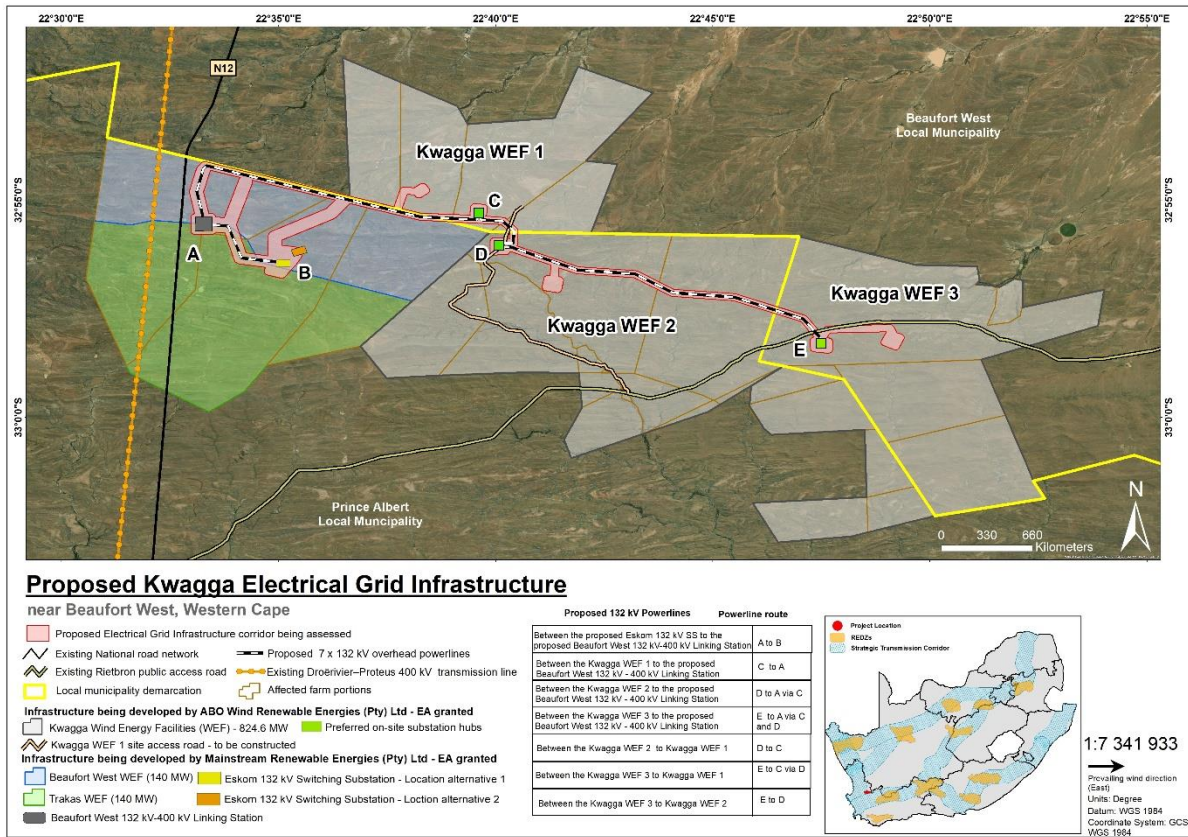 22°30'0"E
22°35'0"E
22°40'0"E
22°45'0"E
22°50'0"E
22°55'0"E
N12
Beaufort West
Local Muncipality
Kwagga WEF 1
32°55'0"S
32°55'0"S
C
A
D
B
Kwagga WEF 3
Kwagga WEF 2
E
33°0'0"S
33°0'0"S
Prince Albert
Local Muncipality
N
0 330 660
Kilometers
Proposed Kwagga Electrical Grid Infrastructure
near Beaufort West, Western Cape
Proposed Electrical Grid Infrastructure corridor being assessed
Existing National road network
Proposed 7 x 132 kV overhead powerlines
Existing Rietbron public access road
Existing Droërivier–Proteus 400 kV transmission line
Local municipality demarcation
Affected farm portions
Infrastructure being developed by ABO Wind Renewable Energies (Pty) Ltd - EA granted
Kwagga Wind Energy Facilities (WEF) - 824.6 MW
Preferred on-site substation hubs
Kwagga WEF 1 site access road - to be constructed
Infrastructure being developed by Mainstream Renewable Energies (Pty) Ltd - EA granted
Beaufort West WEF (140 MW)
Eskom 132 kV Switching Substation - Location alternative 1
Trakas WEF (140 MW)
Eskom 132 kV Switching Substation - Loction alternative 2
Beaufort West 132 kV-400 kV Linking Station
Proposed 132 kV Powerlines
Powerline route
Between the proposed Eskom 132 kV SS to the
proposed Beaufort West 132 kV-400 kV Linking Station
A to B
Between the Kwagga WEF 1 to the proposed
Beaufort West 132 kV - 400 kV Linking Station
C to A
Between the Kwagga WEF 2 to the proposed
Beaufort West 132 kV - 400 kV Linking Station
D to A via C
Between the Kwagga WEF 3 to the proposed
Beaufort West 132 kV - 400 kV Linking Station
E to A via C
and D
Between the Kwagga WEF 2 to Kwagga WEF 1
D to C
Between the Kwagga WEF 3 to Kwagga WEF 1
E to C via D
Between the Kwagga WEF 3 to Kwagga WEF 2
E to D
Project Location
REDZs
Strategic Transmission Corridor
1:7 341 933
Prevailing wind direction
(East)
Units: Degree
Datum: WGS 1984
Coordinate System: GCS
WGS 1984